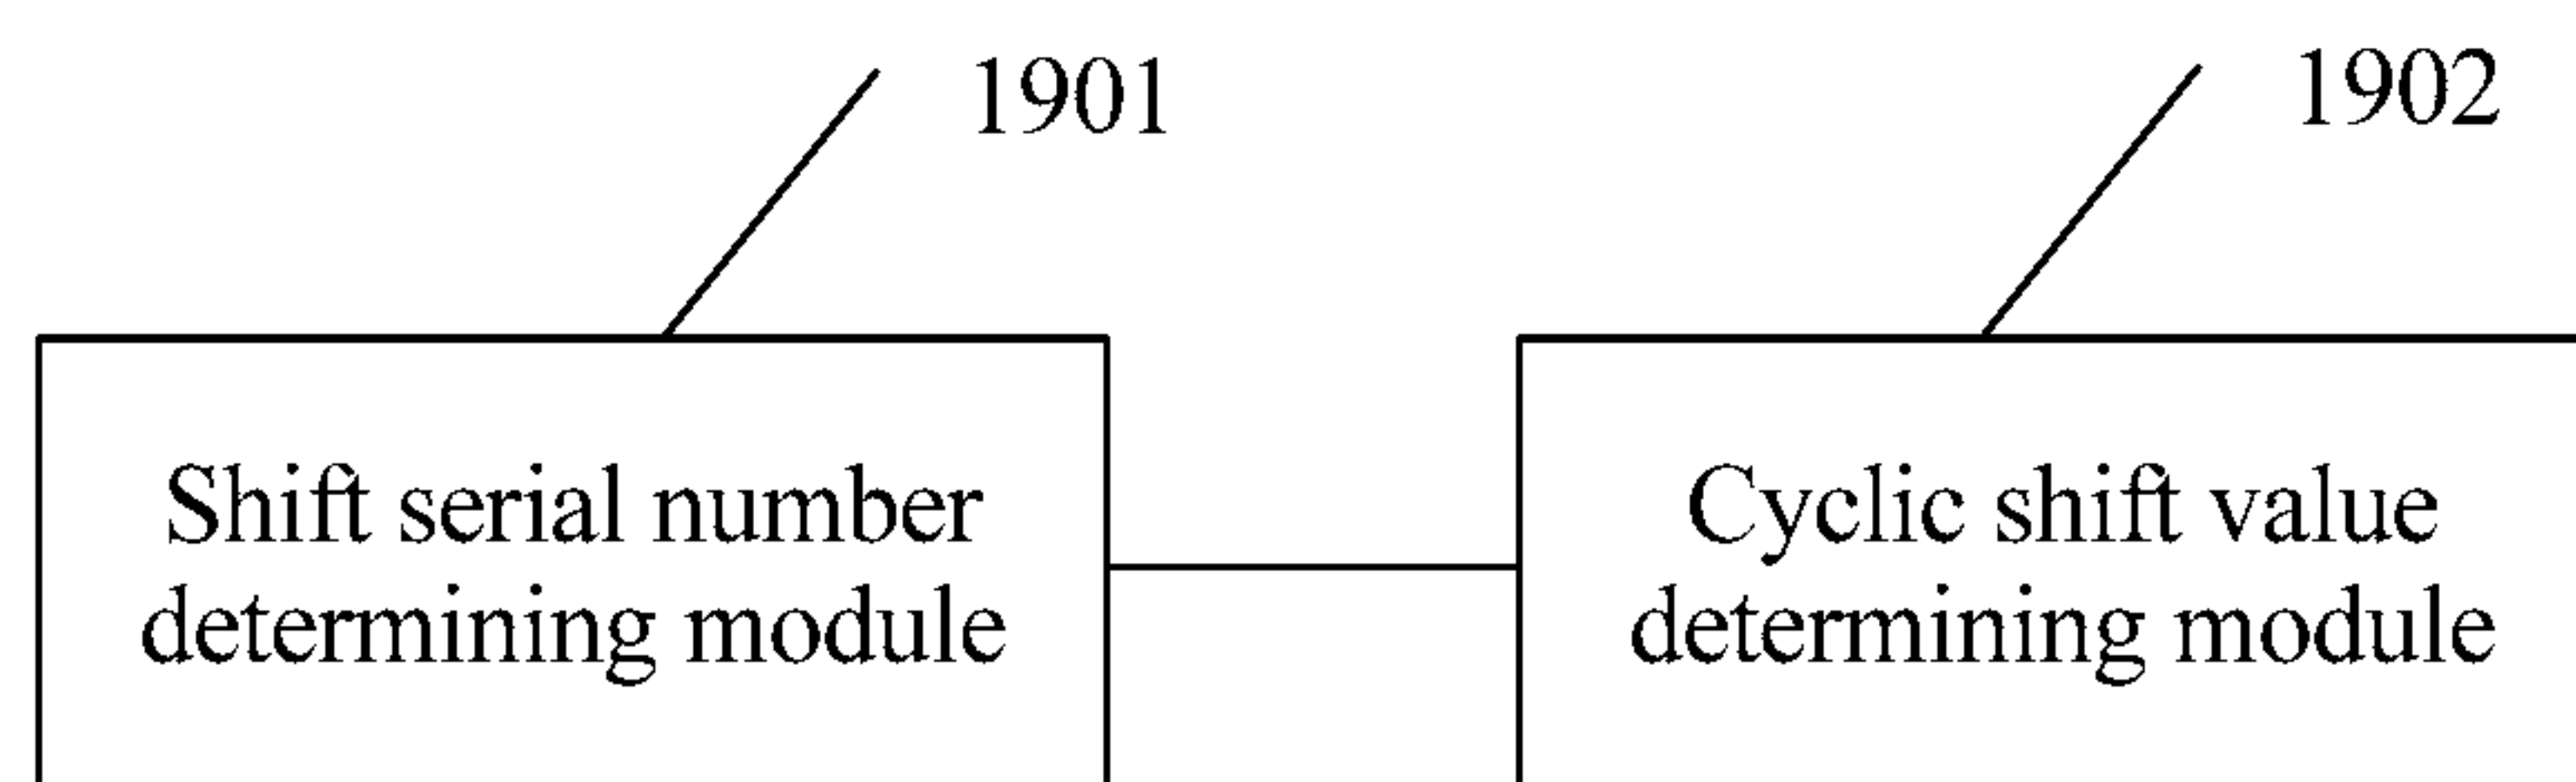 1901
1902
Shift serial number
determining module
Cyclic shift value
determining module